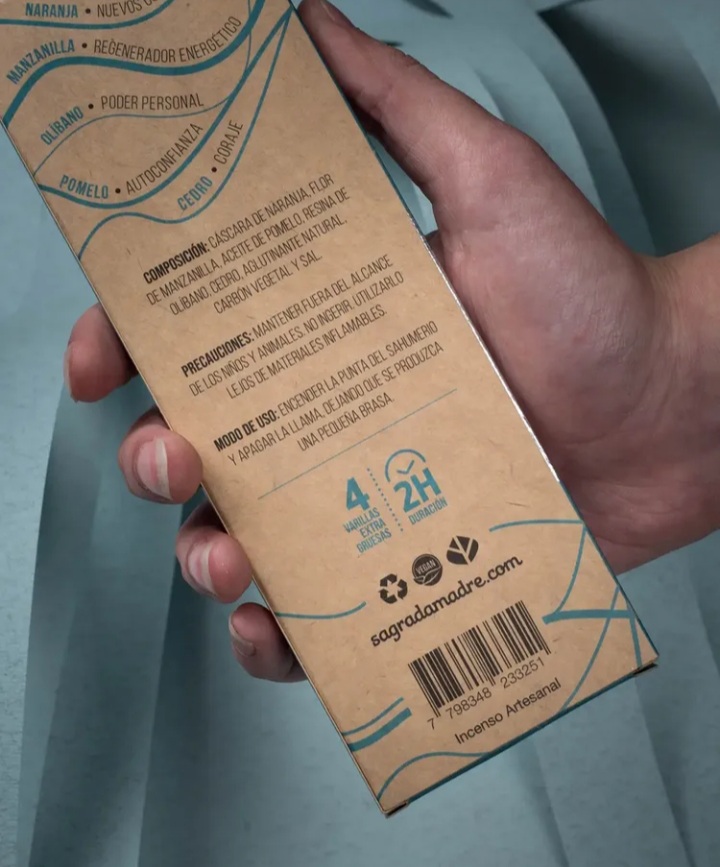 NARANJA • NUEVOS
MANZANILLA • REGENERADOR ENERGÉTICO
OLÍBANO • PODER PERSONAL
POMELO • AUTOCONFIANZA
CEDRO • CORAJE
COMPOSICIÓN: CÁSCARA DE NARANJA, FLOR
DE MANZANILLA, ACEITE DE POMELO, RESINA DE
OLÍBANO, CEDRO, AGLUTINANTE NATURAL,
CARBÓN VEGETAL Y SAL.
PRECAUCIONES: MANTENER FUERA DEL ALCANCE
DE LOS NIÑOS Y ANIMALES. NO INGERIR. UTILIZARLO
LEJOS DE MATERIALES INFLAMABLES.
MODO DE USO: ENCENDER LA PUNTA DEL SAHUMERIO
Y APAGAR LA LLAMA, DEJANDO QUE SE PRODUZCA
UNA PEQUEÑA BRASA.
4
VARILLAS
EXTRA
GRUESAS
2H
DURACIÓN
VEGAN
sagradamadre.com
7 798348 233251
Incenso Artesanal